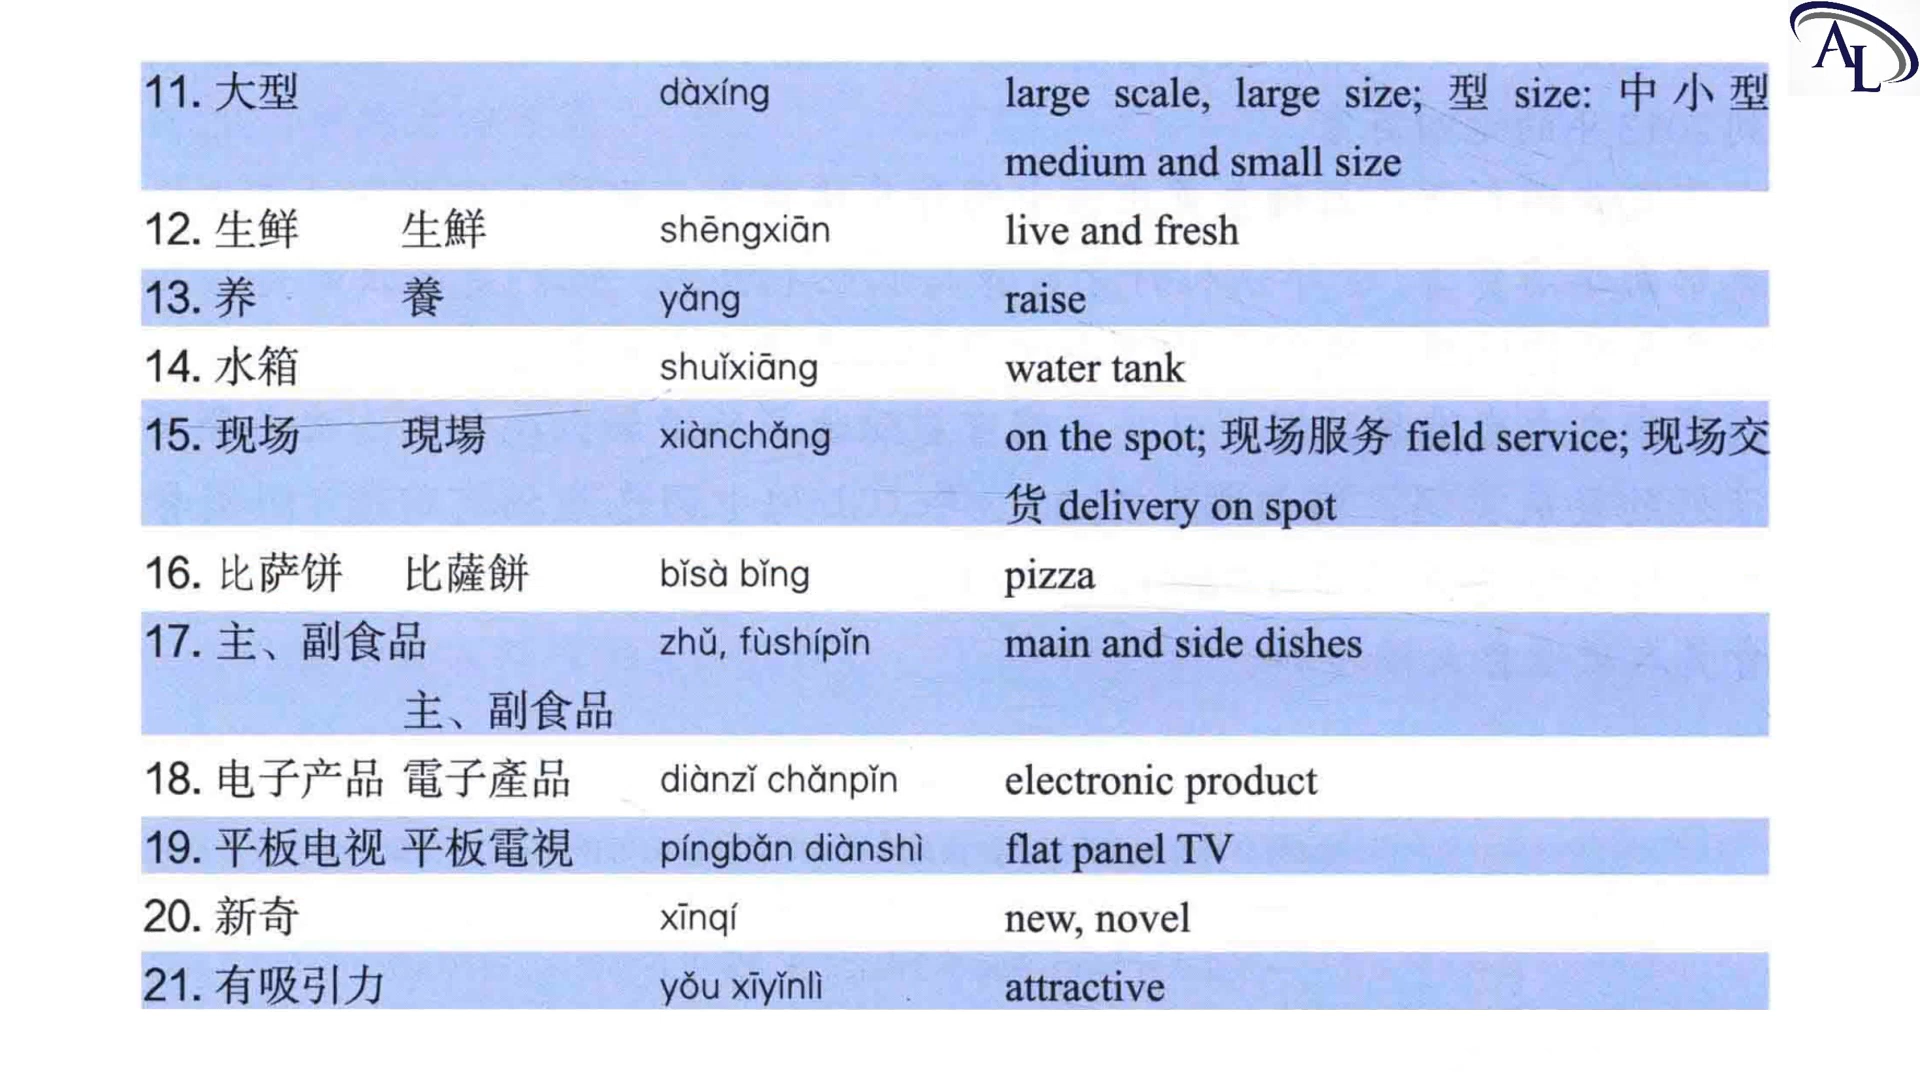 AL
11. 大型 dàxíng large scale, large size; 型 size: 中小型
medium and small size
12. 生鲜 生鮮 shēngxiān live and fresh
13. 养 養 yǎng raise
14. 水箱 shuǐxiāng water tank
15. 现场 現場 xiànchǎng on the spot; 现场服务 field service; 现场交
货 delivery on spot
16. 比萨饼 比薩餅 bǐsà bǐng pizza
17. 主、副食品 zhǔ, fùshípǐn main and side dishes
主、副食品
18. 电子产品 電子產品 diànzǐ chǎnpǐn electronic product
19. 平板电视 平板電視 píngbǎn diànshì flat panel TV
20. 新奇 xīnqí new, novel
21. 有吸引力 yǒu xīyǐnlì attractive